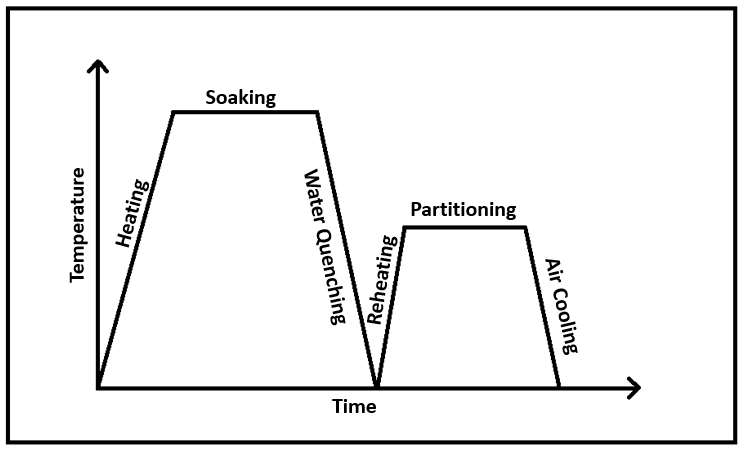 Soaking
Temperature
Heating
Water Quenching
Reheating
Partitioning
Air Cooling
Time